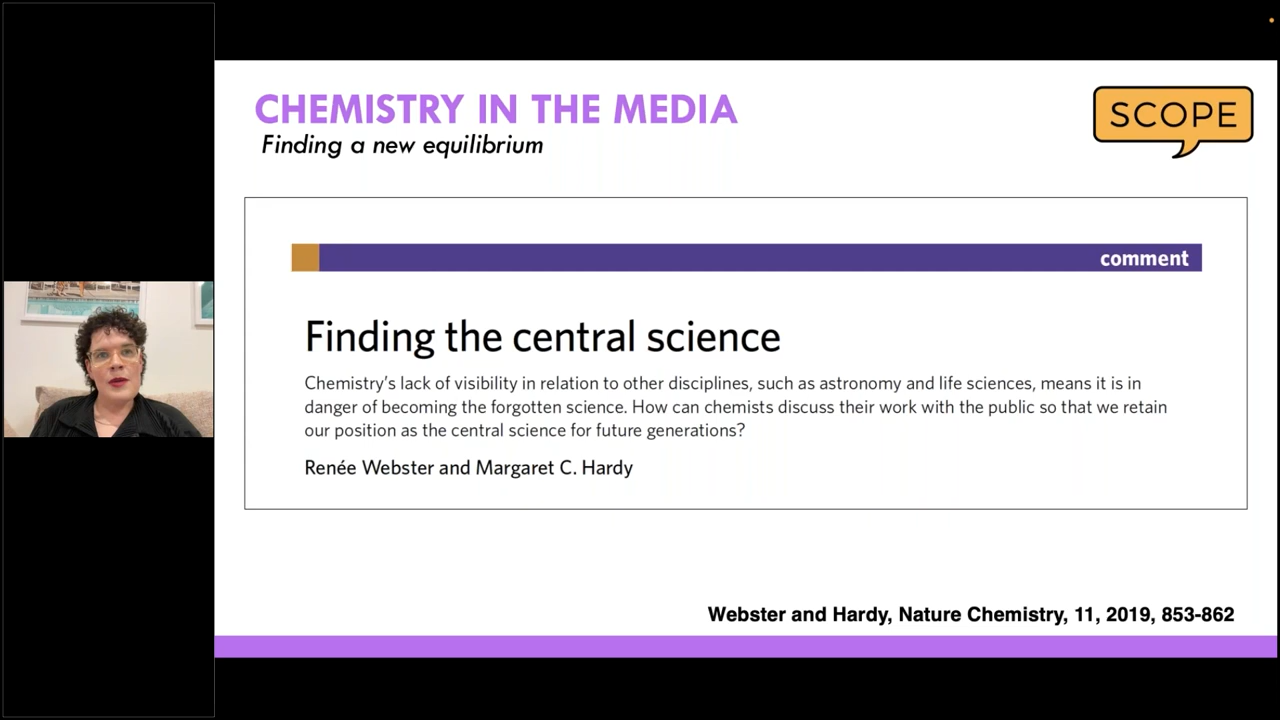 CHEMISTRY IN THE MEDIA
Finding a new equilibrium
SCOPE
comment
Finding the central science
Chemistry's lack of visibility in relation to other disciplines, such as astronomy and life sciences, means it is in
danger of becoming the forgotten science. How can chemists discuss their work with the public so that we retain
our position as the central science for future generations?
Renée Webster and Margaret C. Hardy
Webster and Hardy, Nature Chemistry, 11, 2019, 853-862